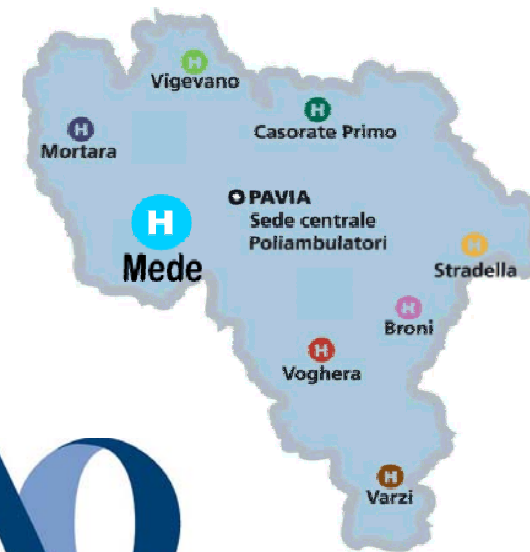 H
Vigevano
H
Casorate Primo
H
Mortara
PAVIA
Sede centrale
Poliambulatori
H
Mede
H
Stradella
H
Broni
H
Voghera
H
Varzi